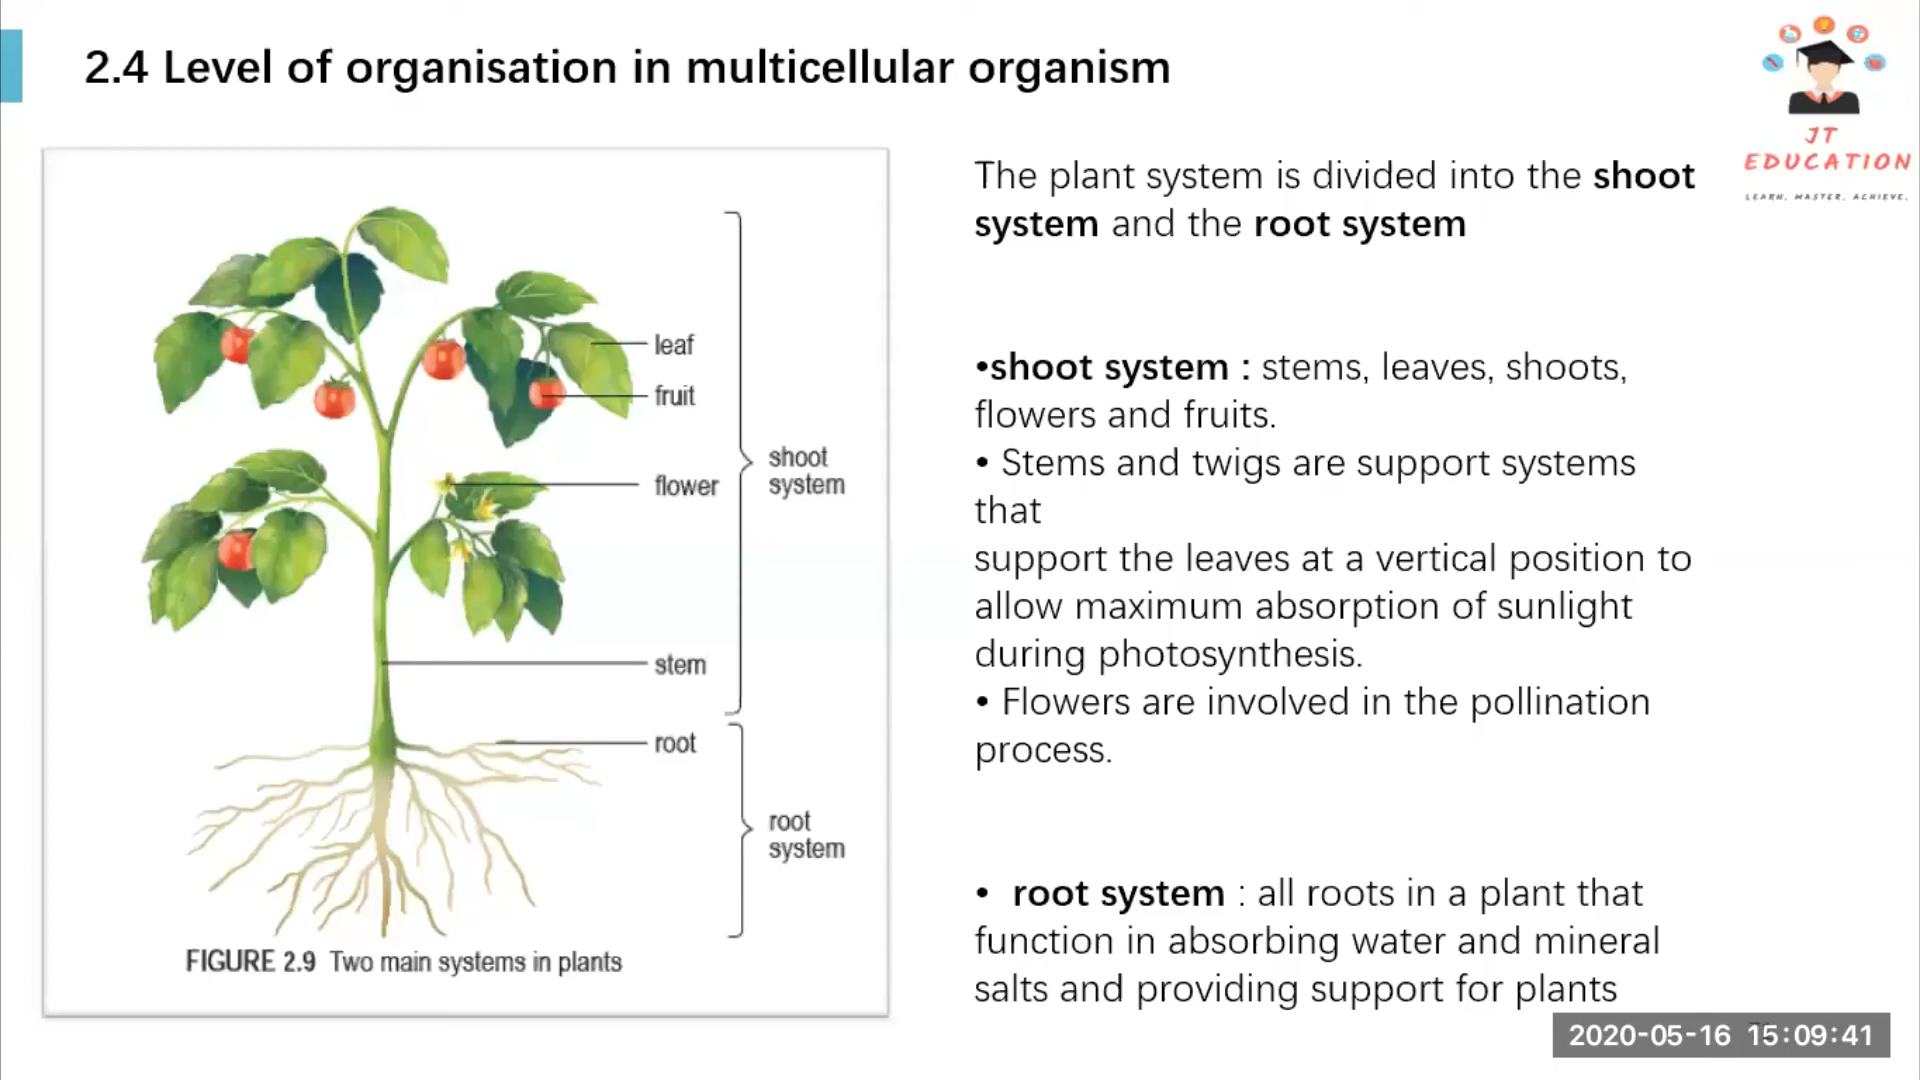 2.4 Level of organisation in multicellular organism
JT
EDUCATION
LEARN. MASTER. ACHIEVE.
leaf
fruit
flower
stem
root
shoot
system
root
system
FIGURE 2.9 Two main systems in plants
The plant system is divided into the shoot
system and the root system
•shoot system : stems, leaves, shoots,
flowers and fruits.
• Stems and twigs are support systems
that
support the leaves at a vertical position to
allow maximum absorption of sunlight
during photosynthesis.
• Flowers are involved in the pollination
process.
• root system : all roots in a plant that
function in absorbing water and mineral
salts and providing support for plants
2020-05-16 15:09:41